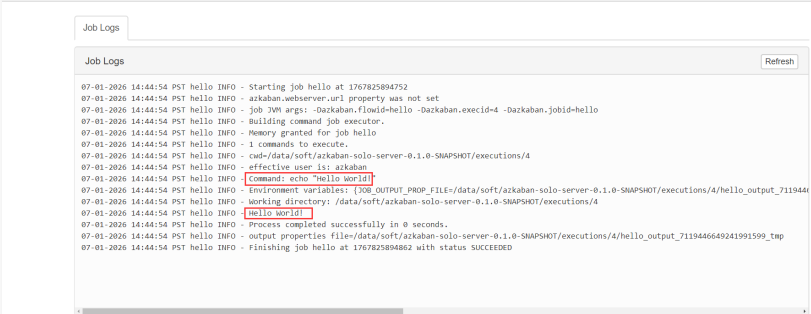 Job Logs
Job Logs
Refresh
07-01-2026 14:44:54 PST hello INFO - Starting job hello at 1767825894752
07-01-2026 14:44:54 PST hello INFO - azkaban.webserver.url property was not set
07-01-2026 14:44:54 PST hello INFO - job JVM args: -Dazkaban.flowid=hello -Dazkaban.execid=4 -Dazkaban.jobid=hello
07-01-2026 14:44:54 PST hello INFO - Building command job executor.
07-01-2026 14:44:54 PST hello INFO - Memory granted for job hello
07-01-2026 14:44:54 PST hello INFO - 1 commands to execute.
07-01-2026 14:44:54 PST hello INFO - cwd=/data/soft/azkaban-solo-server-0.1.0-SNAPSHOT/executions/4
07-01-2026 14:44:54 PST hello INFO - effective user is: azkaban
07-01-2026 14:44:54 PST hello INFO - Command: echo "Hello World!"
07-01-2026 14:44:54 PST hello INFO - Environment variables: {JOB_OUTPUT_PROP_FILE=/data/soft/azkaban-solo-server-0.1.0-SNAPSHOT/executions/4/hello_output_711944
07-01-2026 14:44:54 PST hello INFO - Working directory: /data/soft/azkaban-solo-server-0.1.0-SNAPSHOT/executions/4
07-01-2026 14:44:54 PST hello INFO - Hello World!
07-01-2026 14:44:54 PST hello INFO - Process completed successfully in 0 seconds.
07-01-2026 14:44:54 PST hello INFO - output properties file=/data/soft/azkaban-solo-server-0.1.0-SNAPSHOT/executions/4/hello_output_7119446649241991599_tmp
07-01-2026 14:44:54 PST hello INFO - Finishing job hello at 1767825894862 with status SUCCEEDED